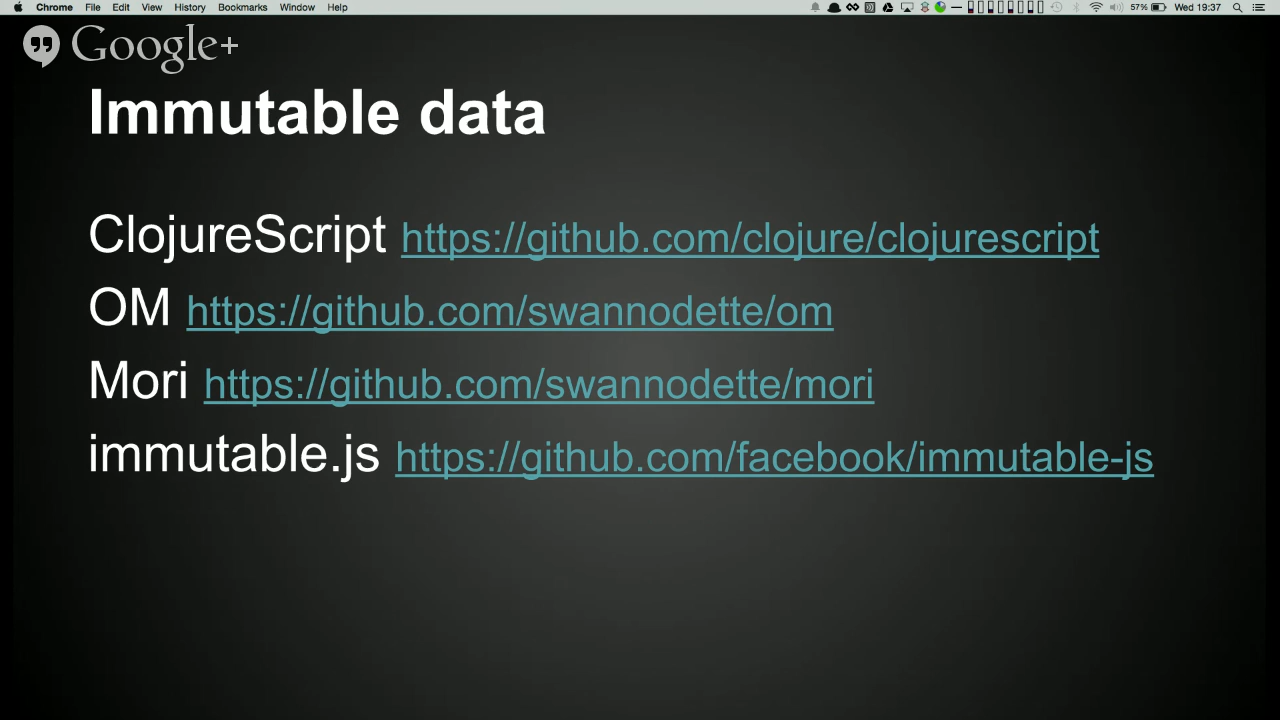 Chrome File Edit View History Bookmarks Window Help 57% Wed 19:37
Google+
Immutable data
ClojureScript https://github.com/clojure/clojurescript
OM https://github.com/swannodette/om
Mori https://github.com/swannodette/mori
immutable.js https://github.com/facebook/immutable-js